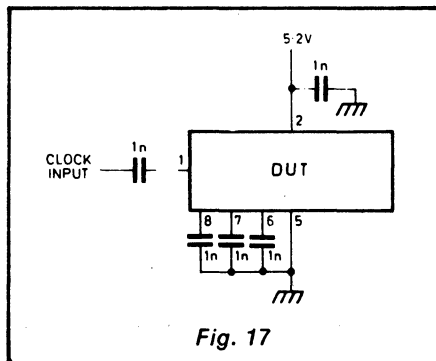 5·2V
1n
2
1n
CLOCK
INPUT
1
DUT
8 7 6 5
1n 1n 1n
Fig. 17